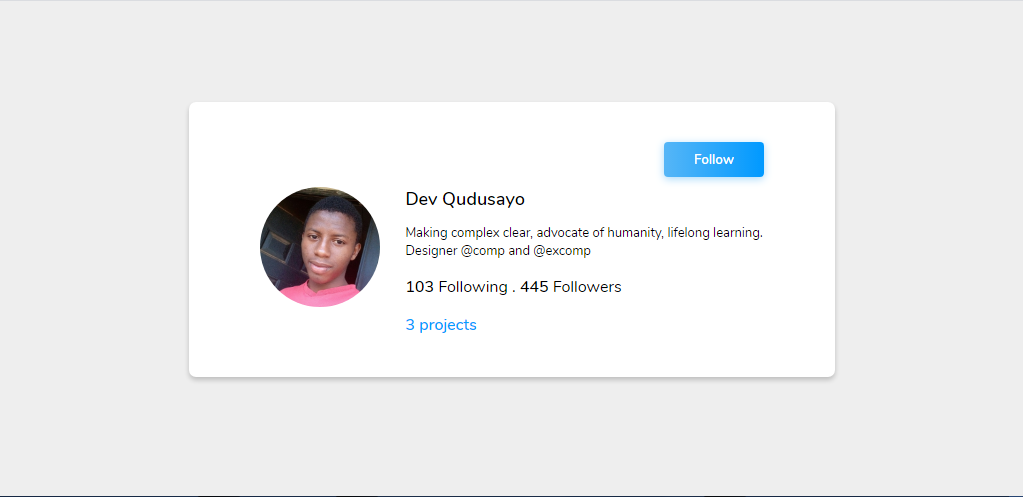 Follow
Dev Qudusayo
Making complex clear, advocate of humanity, lifelong learning.
Designer @comp and @excomp
103 Following . 445 Followers
3 projects